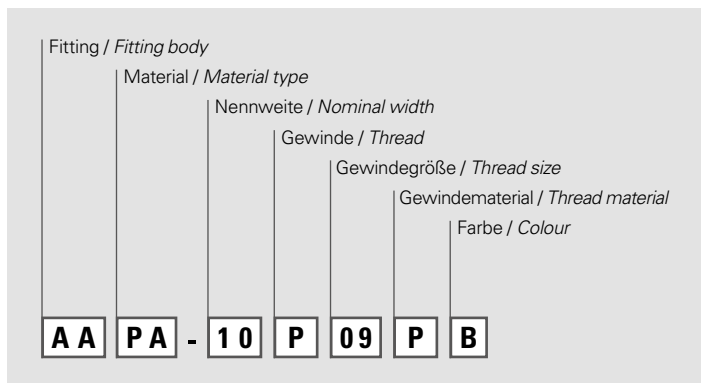 Fitting / Fitting body
Material / Material type
Nennweite / Nominal width
Gewinde / Thread
Gewindegröße / Thread size
Gewindematerial / Thread material
Farbe / Colour
AA PA - 10 P 09 P B